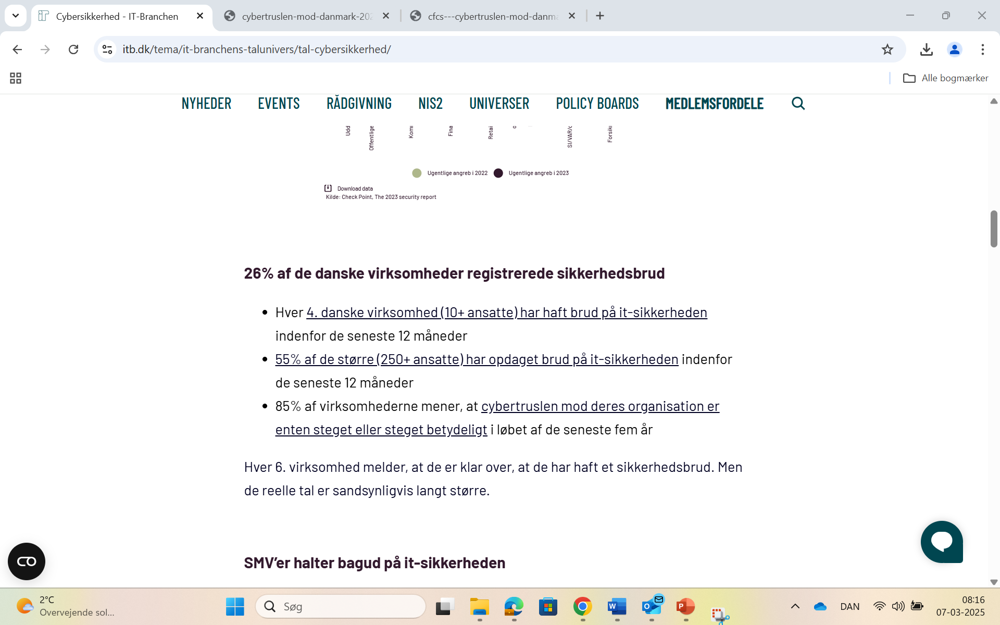 Cybersikkerhed - IT-Branchen
cybertruslen-mod-danmark-202
cfcs---cybertruslen-mod-danma
itb.dk/tema/it-branchens-talunivers/tal-cybersikkerhed/
Alle bogmærker
NYHEDER EVENTS RÅDGIVNING NIS2 UNIVERSER POLICY BOARDS MEDLEMSFORDELE
Udd Offentlige Kom Fina Retai SI/VAR/ Forsik
Ugentlige angreb i 2022 Ugentlige angreb i 2023
Download data
Kilde: Check Point, The 2023 security report
26% af de danske virksomheder registrerede sikkerhedsbrud
Hver 4. danske virksomhed (10+ ansatte) har haft brud på it-sikkerheden
indenfor de seneste 12 måneder
55% af de større (250+ ansatte) har opdaget brud på it-sikkerheden indenfor
de seneste 12 måneder
85% af virksomhederne mener, at cybertruslen mod deres organisation er
enten steget eller steget betydeligt i løbet af de seneste fem år
Hver 6. virksomhed melder, at de er klar over, at de har haft et sikkerhedsbrud. Men
de reelle tal er sandsynligvis langt større.
SMV’er halter bagud på it-sikkerheden
2°C
Overvejende sol...
Søg
DAN
08:16
07-03-2025